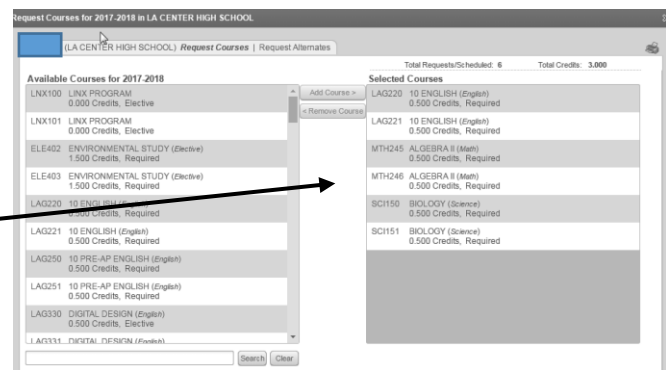 Request Courses for 2017-2018 in LA CENTER HIGH SCHOOL
(LA CENTER HIGH SCHOOL) Request Courses | Request Alternates
Total Requests/Scheduled: 6 Total Credits: 3.000
Available Courses for 2017-2018
LNX100 LINX PROGRAM
0.000 Credits, Elective
LNX101 LINX PROGRAM
0.000 Credits, Elective
ELE402 ENVIRONMENTAL STUDY (Elective)
1.500 Credits, Required
ELE403 ENVIRONMENTAL STUDY (Elective)
1.500 Credits, Required
LAG220 10 ENGLISH (English)
0.500 Credits, Required
LAG221 10 ENGLISH (English)
0.500 Credits, Required
LAG250 10 PRE-AP ENGLISH (English)
0.500 Credits, Required
LAG251 10 PRE-AP ENGLISH (English)
0.500 Credits, Required
LAG330 DIGITAL DESIGN (English)
0.500 Credits, Elective
LAG331 DIGITAL DESIGN (English)
Search Clear
Add Course >
< Remove Course
Selected Courses
LAG220 10 ENGLISH (English)
0.500 Credits, Required
LAG221 10 ENGLISH (English)
0.500 Credits, Required
MTH245 ALGEBRA II (Math)
0.500 Credits, Required
MTH246 ALGEBRA II (Math)
0.500 Credits, Required
SCI150 BIOLOGY (Science)
0.500 Credits, Required
SCI151 BIOLOGY (Science)
0.500 Credits, Required